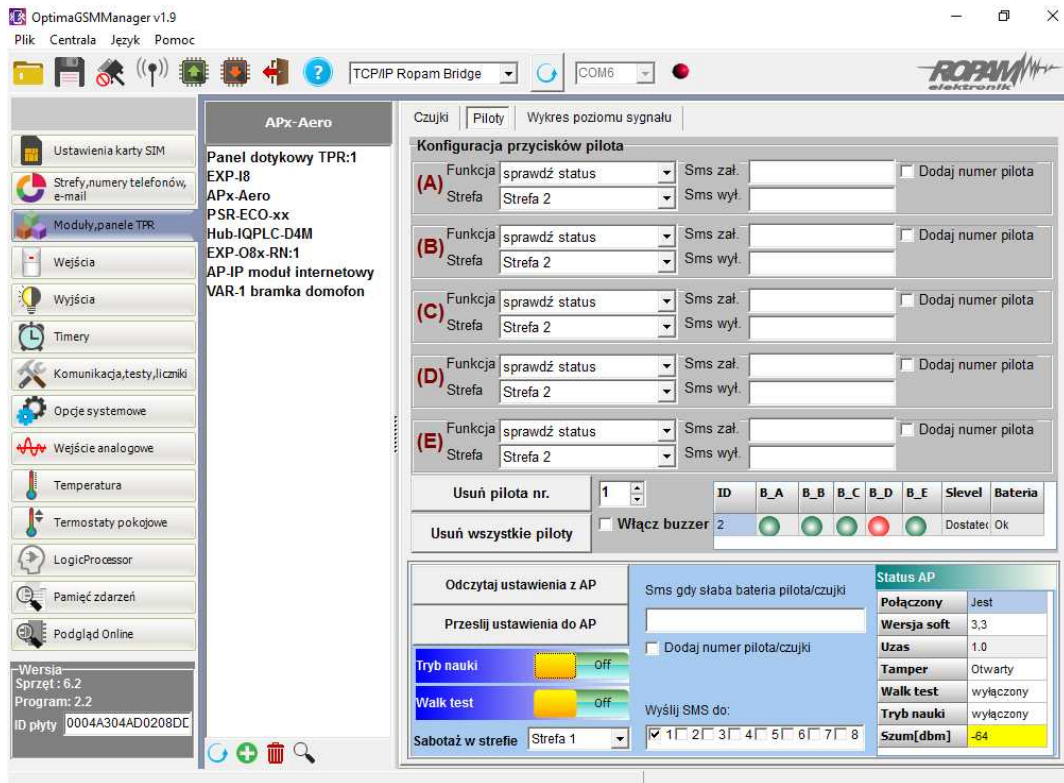 OptimaGSMManager v1.9
Plik Centrala Język Pomoc
TCP/IP Ropam Bridge COM6
ROPAM
elektronik
Ustawienia karty SIM
Strefy,numery telefonów,
e-mail
Moduły,panele TPR
Wejścia
Wyjścia
Timery
Komunikacja,testy,liczniki
Opcje systemowe
Wejście analogowe
Temperatura
Termostaty pokojowe
LogicProcessor
Pamięć zdarzeń
Podgląd Online
Wersja
Sprzęt : 6.2
Program: 2.2
ID płyty 0004A304AD0208DE
APx-Aero
Panel dotykowy TPR:1
EXP-I8
APx-Aero
PSR-ECO-xx
Hub-IQPLC-D4M
EXP-O8x-RN:1
AP-IP moduł internetowy
VAR-1 bramka domofon
Czujki Piloty Wykres poziomu sygnału
Konfiguracja przycisków pilota
(A) Funkcja sprawdź status Sms zał. Dodaj numer pilota
Strefa Strefa 2 Sms wył.
(B) Funkcja sprawdź status Sms zał. Dodaj numer pilota
Strefa Strefa 2 Sms wył.
(C) Funkcja sprawdź status Sms zał. Dodaj numer pilota
Strefa Strefa 2 Sms wył.
(D) Funkcja sprawdź status Sms zał. Dodaj numer pilota
Strefa Strefa 2 Sms wył.
(E) Funkcja sprawdź status Sms zał. Dodaj numer pilota
Strefa Strefa 2 Sms wył.
Usuń pilota nr. 1
Usuń wszystkie piloty Włącz buzzer
ID B_A B_B B_C B_D B_E Slevel Bateria
2 Dostatec Ok
Odczytaj ustawienia z AP
Prześlij ustawienia do AP
Tryb nauki Off
Walk test Off
Sabotaż w strefie Strefa 1
Sms gdy słaba bateria pilota/czujki
Dodaj numer pilota/czujki
Wyślij SMS do:
1 2 3 4 5 6 7 8
Status AP
Połączony Jest
Wersja soft 3,3
Uzas 1.0
Tamper Otwarty
Walk test wyłączony
Tryb nauki wyłączony
Szum[dbm] -64